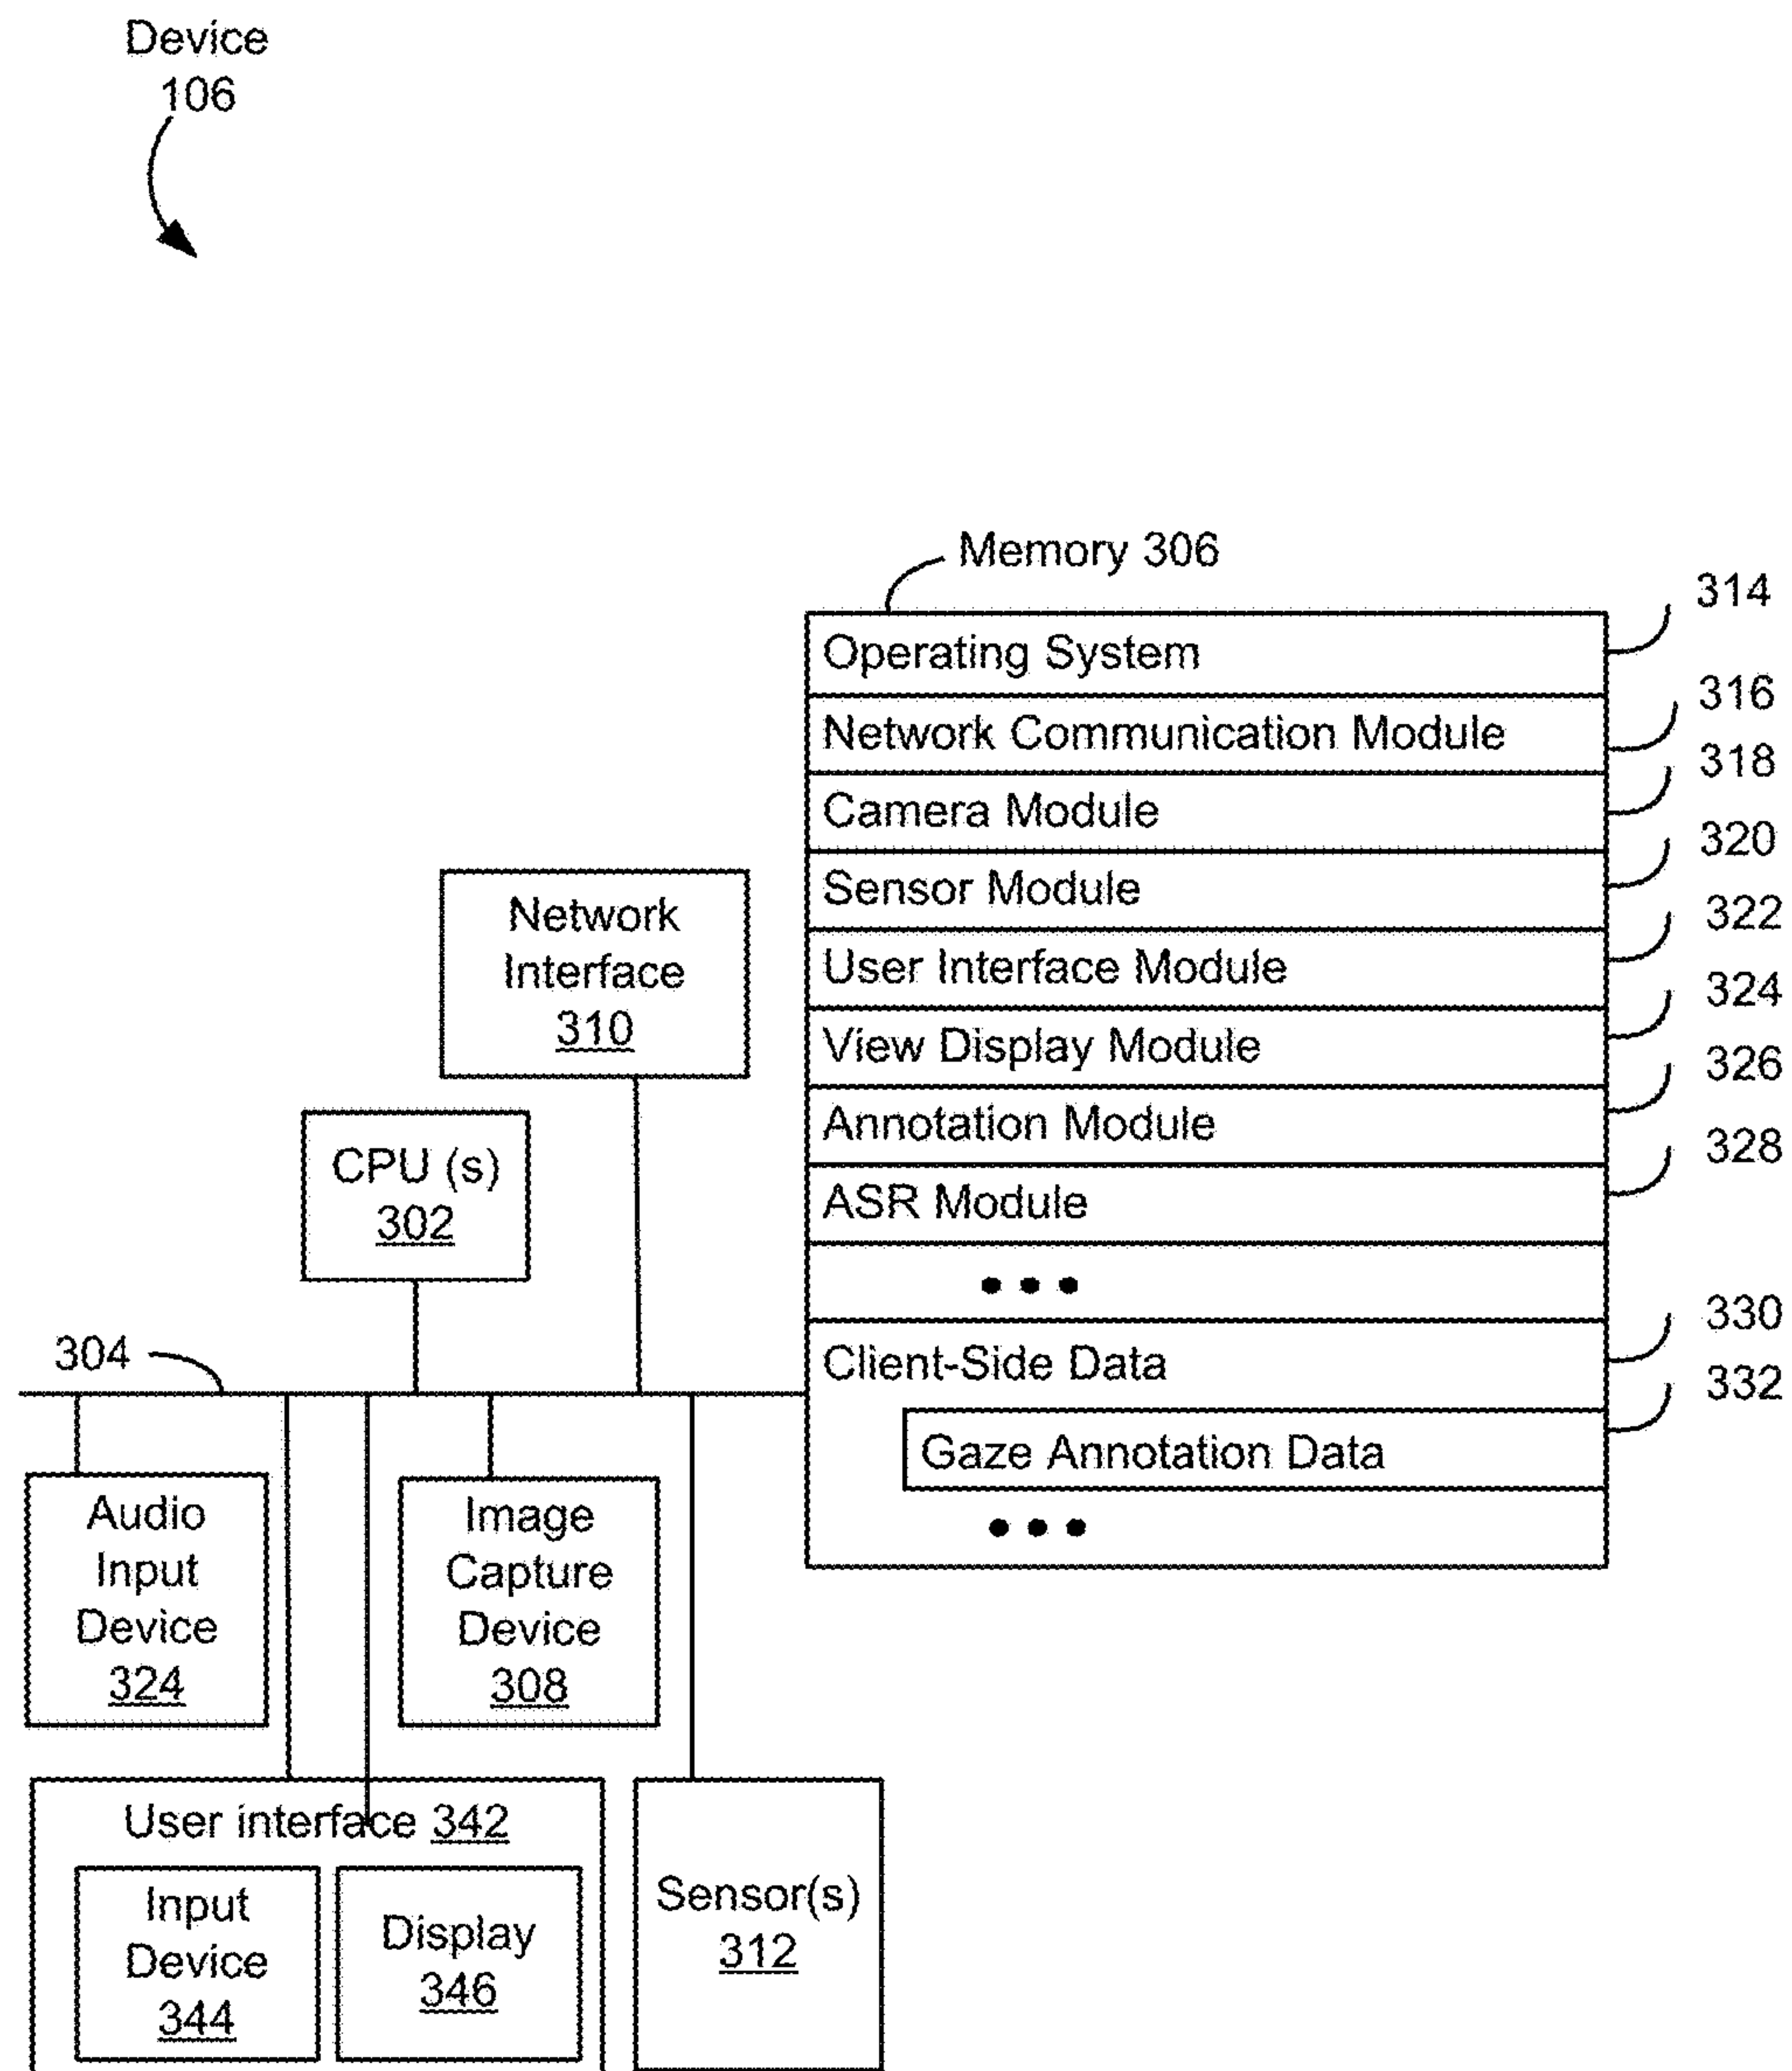 Device
106
Memory 306
Operating System
314
Network Communication Module
316
Camera Module
318
Sensor Module
320
User Interface Module
322
View Display Module
324
Annotation Module
326
ASR Module
328
Client-Side Data
330
Gaze Annotation Data
332
Network
Interface
310
CPU (s)
302
304
Audio
Input
Device
324
Image
Capture
Device
308
User interface 342
Input
Device
344
Display
346
Sensor(s)
312